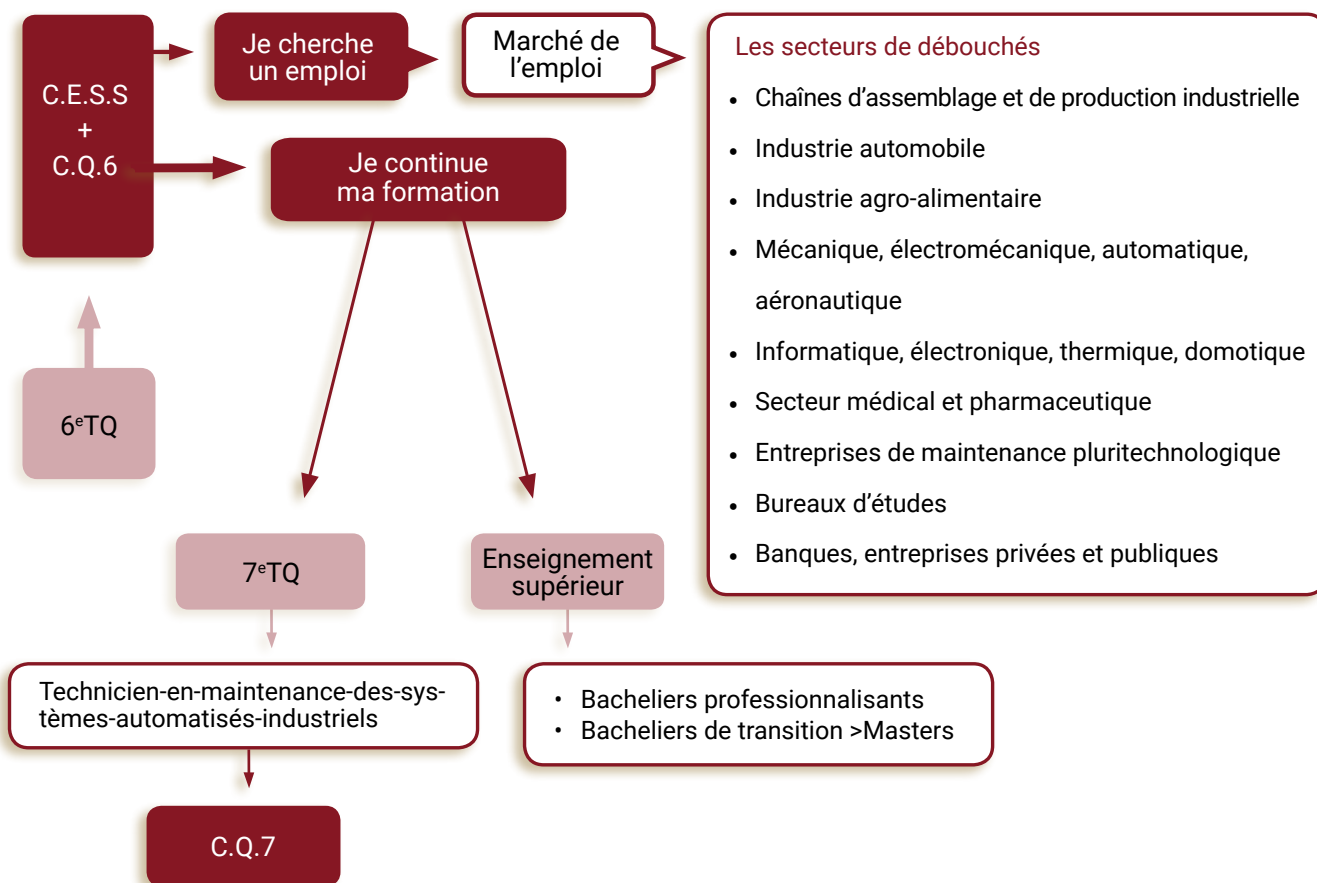 C.E.S.S
+
C.Q.6
Je cherche
un emploi
Marché de
l'emploi
Les secteurs de débouchés
• Chaînes d'assemblage et de production industrielle
• Industrie automobile
• Industrie agro-alimentaire
• Mécanique, électromécanique, automatique,
aéronautique
• Informatique, électronique, thermique, domotique
• Secteur médical et pharmaceutique
• Entreprises de maintenance pluritechnologique
• Bureaux d'études
• Banques, entreprises privées et publiques
Je continue
ma formation
6ᵉTQ
7ᵉTQ
Enseignement
supérieur
Technicien-en-maintenance-des-sys-
tèmes-automatisés-industriels
• Bacheliers professionnalisants
• Bacheliers de transition >Masters
C.Q.7